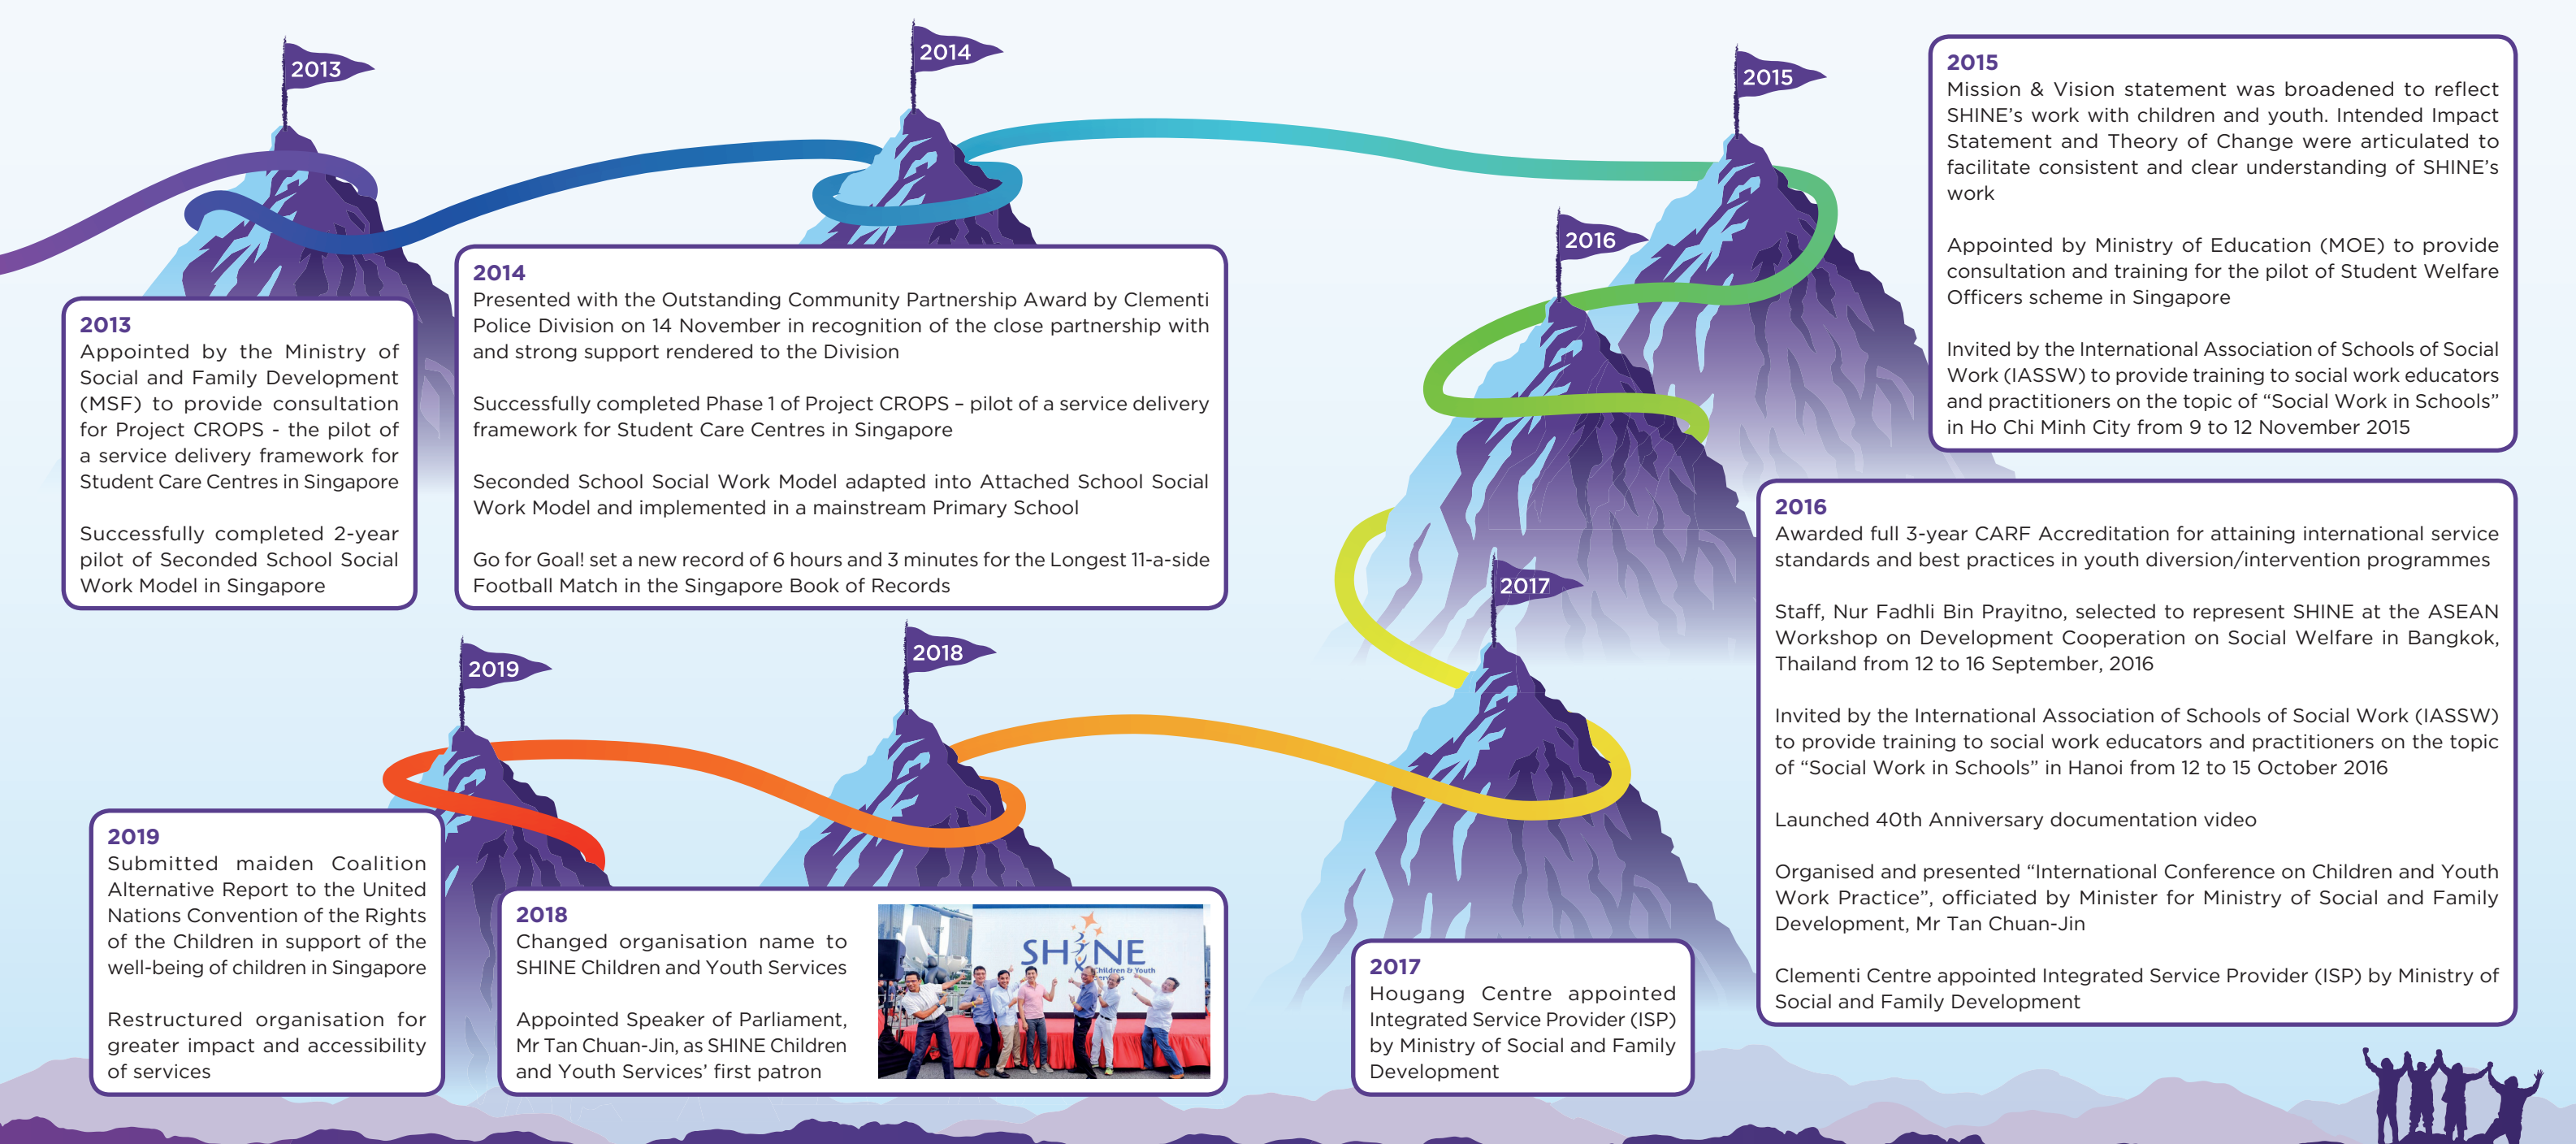 2013
2014
2015
2016
2017
2018
2019
2013
Appointed by the Ministry of
Social and Family Development
(MSF) to provide consultation
for Project CROPS - the pilot of
a service delivery framework for
Student Care Centres in Singapore
Successfully completed 2-year
pilot of Seconded School Social
Work Model in Singapore
2014
Presented with the Outstanding Community Partnership Award by Clementi
Police Division on 14 November in recognition of the close partnership with
and strong support rendered to the Division
Successfully completed Phase 1 of Project CROPS – pilot of a service delivery
framework for Student Care Centres in Singapore
Seconded School Social Work Model adapted into Attached School Social
Work Model and implemented in a mainstream Primary School
Go for Goal! set a new record of 6 hours and 3 minutes for the Longest 11-a-side
Football Match in the Singapore Book of Records
2015
Mission & Vision statement was broadened to reflect
SHINE’s work with children and youth. Intended Impact
Statement and Theory of Change were articulated to
facilitate consistent and clear understanding of SHINE’s
work
Appointed by Ministry of Education (MOE) to provide
consultation and training for the pilot of Student Welfare
Officers scheme in Singapore
Invited by the International Association of Schools of Social
Work (IASSW) to provide training to social work educators
and practitioners on the topic of “Social Work in Schools”
in Ho Chi Minh City from 9 to 12 November 2015
2016
Awarded full 3-year CARF Accreditation for attaining international service
standards and best practices in youth diversion/intervention programmes
Staff, Nur Fadhli Bin Prayitno, selected to represent SHINE at the ASEAN
Workshop on Development Cooperation on Social Welfare in Bangkok,
Thailand from 12 to 16 September, 2016
Invited by the International Association of Schools of Social Work (IASSW)
to provide training to social work educators and practitioners on the topic
of “Social Work in Schools” in Hanoi from 12 to 15 October 2016
Launched 40th Anniversary documentation video
Organised and presented “International Conference on Children and Youth
Work Practice”, officiated by Minister for Ministry of Social and Family
Development, Mr Tan Chuan-Jin
Clementi Centre appointed Integrated Service Provider (ISP) by Ministry of
Social and Family Development
2017
Hougang Centre appointed
Integrated Service Provider (ISP)
by Ministry of Social and Family
Development
2018
Changed organisation name to
SHINE Children and Youth Services
Appointed Speaker of Parliament,
Mr Tan Chuan-Jin, as SHINE Children
and Youth Services’ first patron
SHINE
Children & Youth
2019
Submitted maiden Coalition
Alternative Report to the United
Nations Convention of the Rights
of the Children in support of the
well-being of children in Singapore
Restructured organisation for
greater impact and accessibility
of services